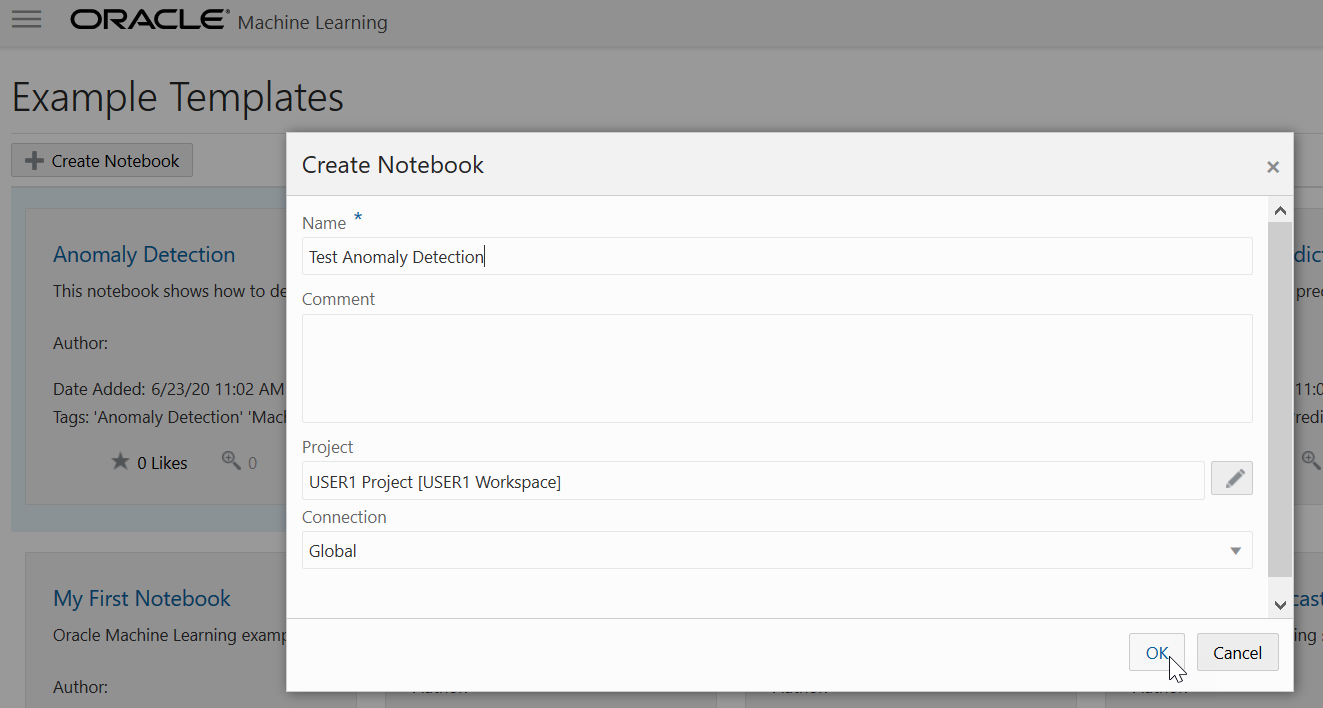 ORACLE Machine Learning
Example Templates
Create Notebook
Create Notebook
×
Name *
Test Anomaly Detection
Comment
Project
USER1 Project [USER1 Workspace]
Connection
Global
OK
Cancel
Anomaly Detection
This notebook shows how to de
Author:
Date Added: 6/23/20 11:02 AM
Tags: 'Anomaly Detection' 'Mach
0 Likes
0
My First Notebook
Oracle Machine Learning examp
Author:
dict
pred
11:0
redi
cast
ing